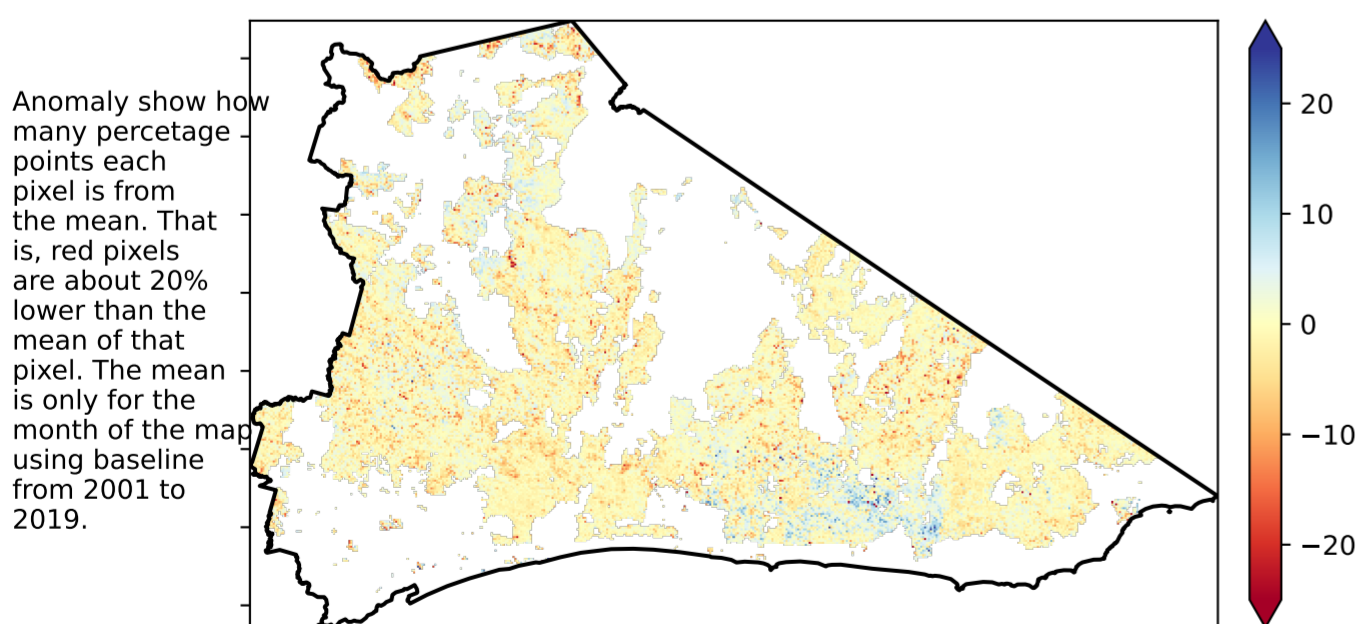 Anomaly show how
many percetage
points each
pixel is from
the mean. That
is, red pixels
are about 20%
lower than the
mean of that
pixel. The mean
is only for the
month of the map
using baseline
from 2001 to
2019.
20
10
0
−10
−20